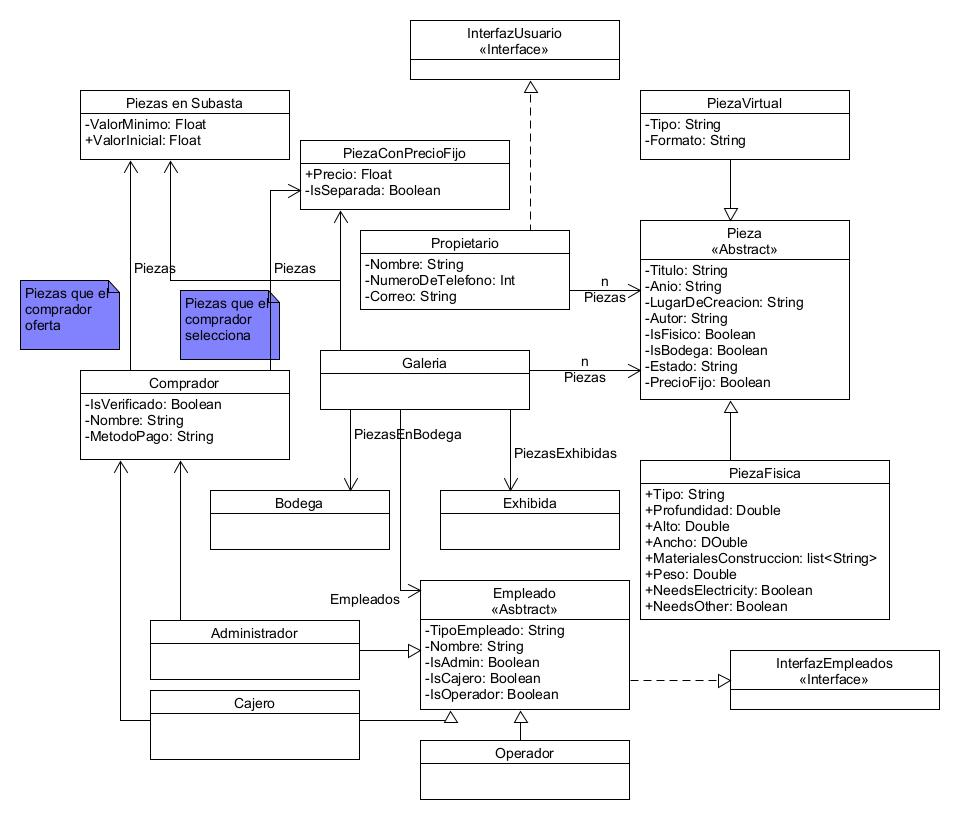 InterfazUsuario
«Interface»
Piezas en Subasta
-ValorMinimo: Float
+ValorInicial: Float
PiezaVirtual
-Tipo: String
-Formato: String
PiezaConPrecioFijo
+Precio: Float
-IsSeparada: Boolean
Propietario
-Nombre: String
-NumeroDeTelefono: Int
-Correo: String
Pieza
«Abstract»
-Titulo: String
-Anio: String
-LugarDeCreacion: String
-Autor: String
-IsFisico: Boolean
-IsBodega: Boolean
-Estado: String
-PrecioFijo: Boolean
Piezas
Piezas
n
Piezas
Piezas que el
comprador
oferta
Piezas que el
comprador
selecciona
Galeria
n
Piezas
Comprador
-IsVerificado: Boolean
-Nombre: String
-MetodoPago: String
PiezasEnBodega
PiezasExhibidas
Bodega
Exhibida
PiezaFisica
+Tipo: String
+Profundidad: Double
+Alto: Double
+Ancho: DOuble
+MaterialesConstruccion: list<String>
+Peso: Double
+NeedsElectricity: Boolean
+NeedsOther: Boolean
Empleados
Empleado
«Asbtract»
-TipoEmpleado: String
-Nombre: String
-IsAdmin: Boolean
-IsCajero: Boolean
-IsOperador: Boolean
Administrador
InterfazEmpleados
«Interface»
Cajero
Operador